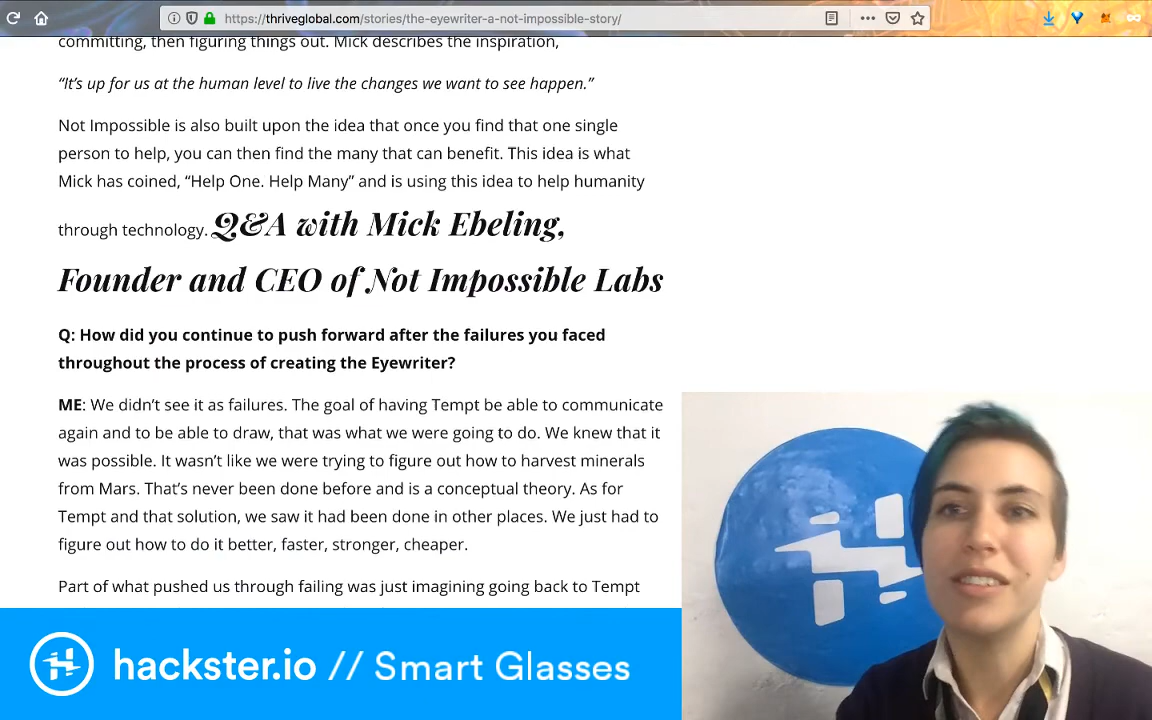 https://thriveglobal.com/stories/the-eyewriter-a-not-impossible-story/
committing, then figuring things out. Mick describes the inspiration,
“It’s up for us at the human level to live the changes we want to see happen.”
Not Impossible is also built upon the idea that once you find that one single
person to help, you can then find the many that can benefit. This idea is what
Mick has coined, “Help One. Help Many” and is using this idea to help humanity
through technology. Q&A with Mick Ebeling,
Founder and CEO of Not Impossible Labs
Q: How did you continue to push forward after the failures you faced
throughout the process of creating the Eyewriter?
ME: We didn’t see it as failures. The goal of having Tempt be able to communicate
again and to be able to draw, that was what we were going to do. We knew that it
was possible. It wasn’t like we were trying to figure out how to harvest minerals
from Mars. That’s never been done before and is a conceptual theory. As for
Tempt and that solution, we saw it had been done in other places. We just had to
figure out how to do it better, faster, stronger, cheaper.
Part of what pushed us through failing was just imagining going back to Tempt
hackster.io // Smart Glasses